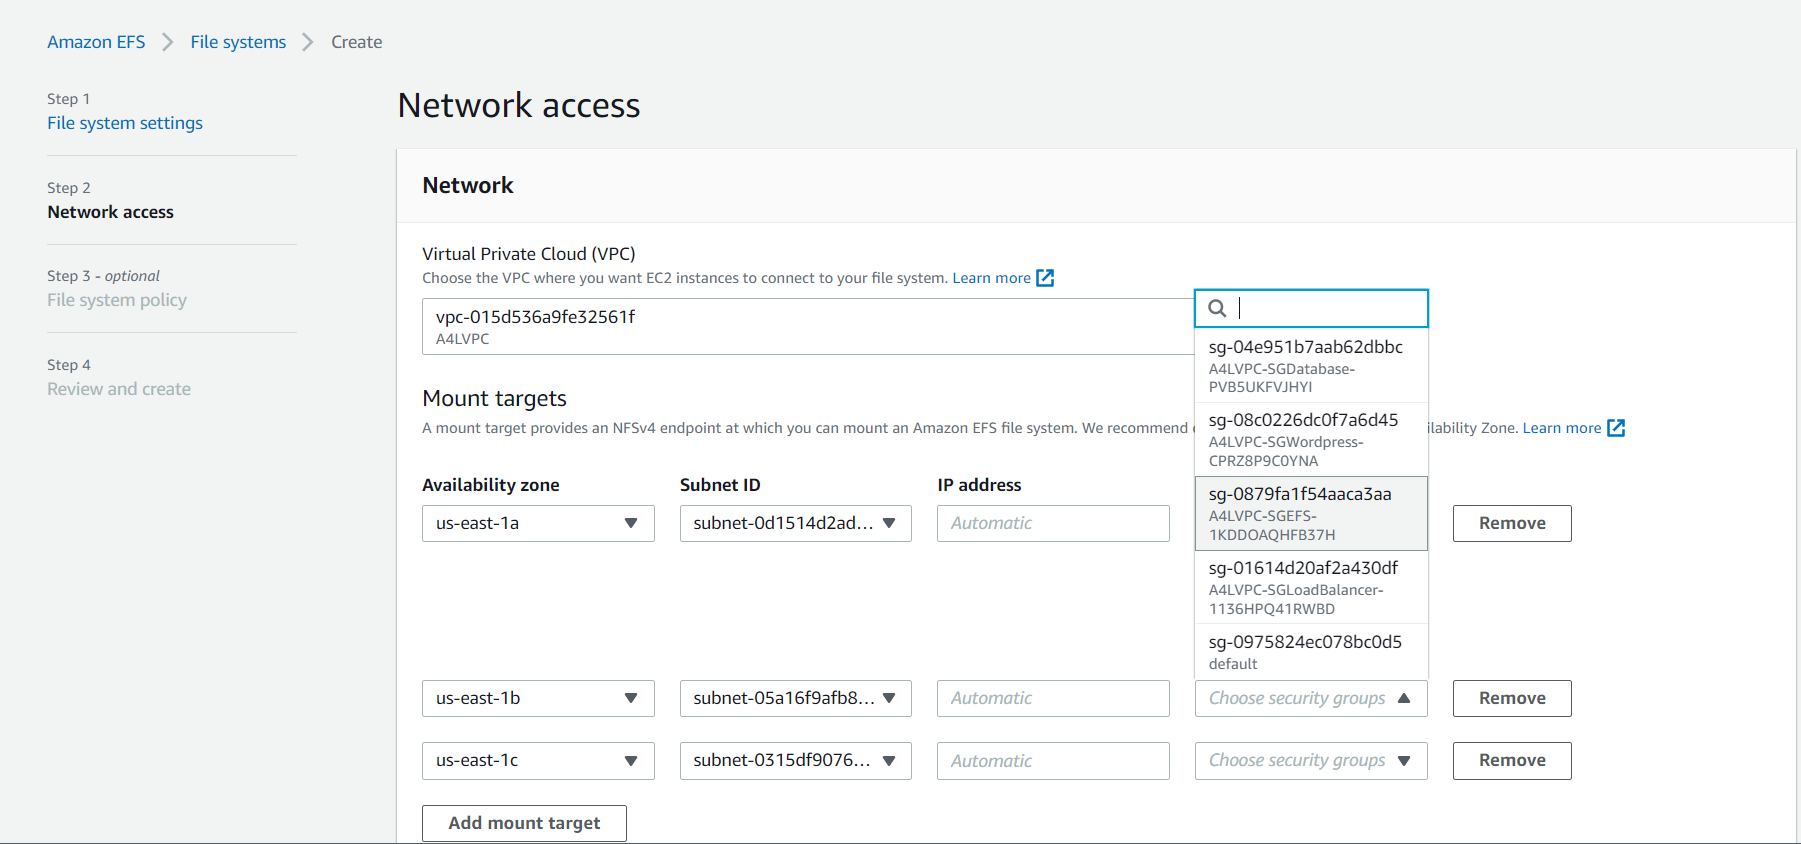 Amazon EFS
File systems
Create
Step 1
File system settings
Step 2
Network access
Step 3 - optional
File system policy
Step 4
Review and create
Network access
Network
Virtual Private Cloud (VPC)
Choose the VPC where you want EC2 instances to connect to your file system. Learn more
vpc-015d536a9fe32561f
A4LVPC
Mount targets
A mount target provides an NFSv4 endpoint at which you can mount an Amazon EFS file system. We recommend
ilability Zone. Learn more
Availability zone
Subnet ID
IP address
us-east-1a
subnet-0d1514d2ad...
Automatic
Remove
sg-04e951b7aab62dbbc
A4LVPC-SGDatabase-
PVB5UKFVJHYI
sg-08c0226dc0f7a6d45
A4LVPC-SGWordpress-
CPRZ8P9C0YNA
sg-0879fa1f54aaca3aa
A4LVPC-SGEFS-
1KDDOAQHFB37H
sg-01614d20af2a430df
A4LVPC-SGLoadBalancer-
1136HPQ41RWBD
sg-0975824ec078bc0d5
default
us-east-1b
subnet-05a16f9afb8...
Automatic
Choose security groups
Remove
us-east-1c
subnet-0315df9076...
Automatic
Choose security groups
Remove
Add mount target